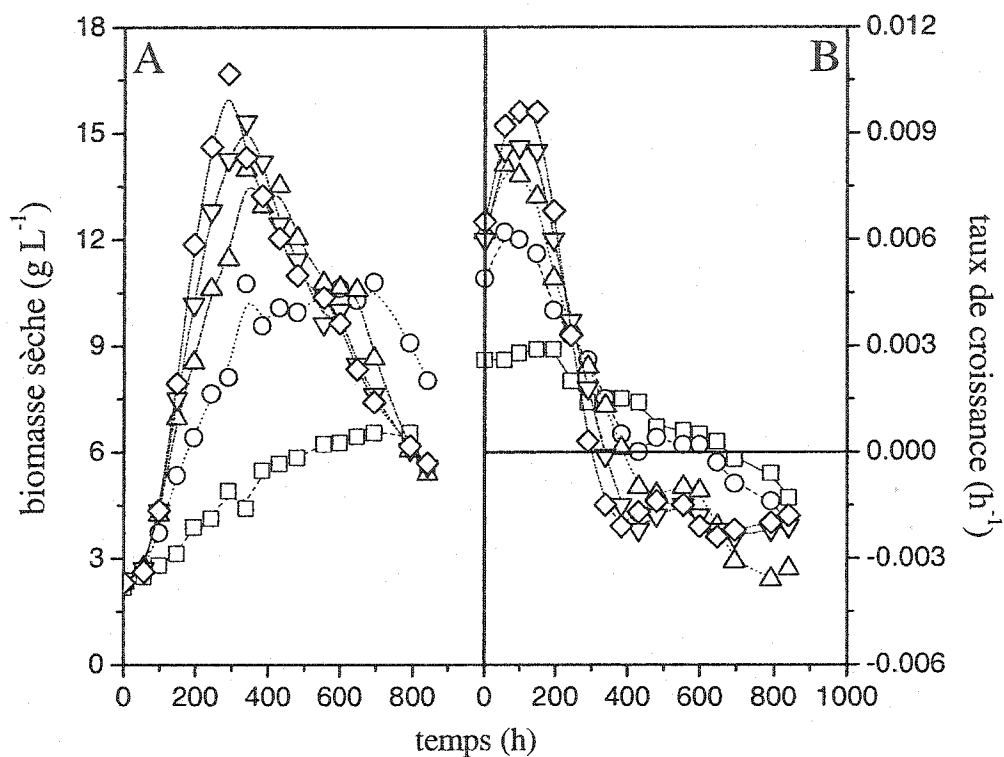 A
B
biomasse sèche (g L⁻¹)
18
15
12
9
6
3
0
0 200 400 600 800
0 200 400 600 800 1000
temps (h)
0.012
0.009
0.006
0.003
0.000
-0.003
-0.006
taux de croissance (h⁻¹)